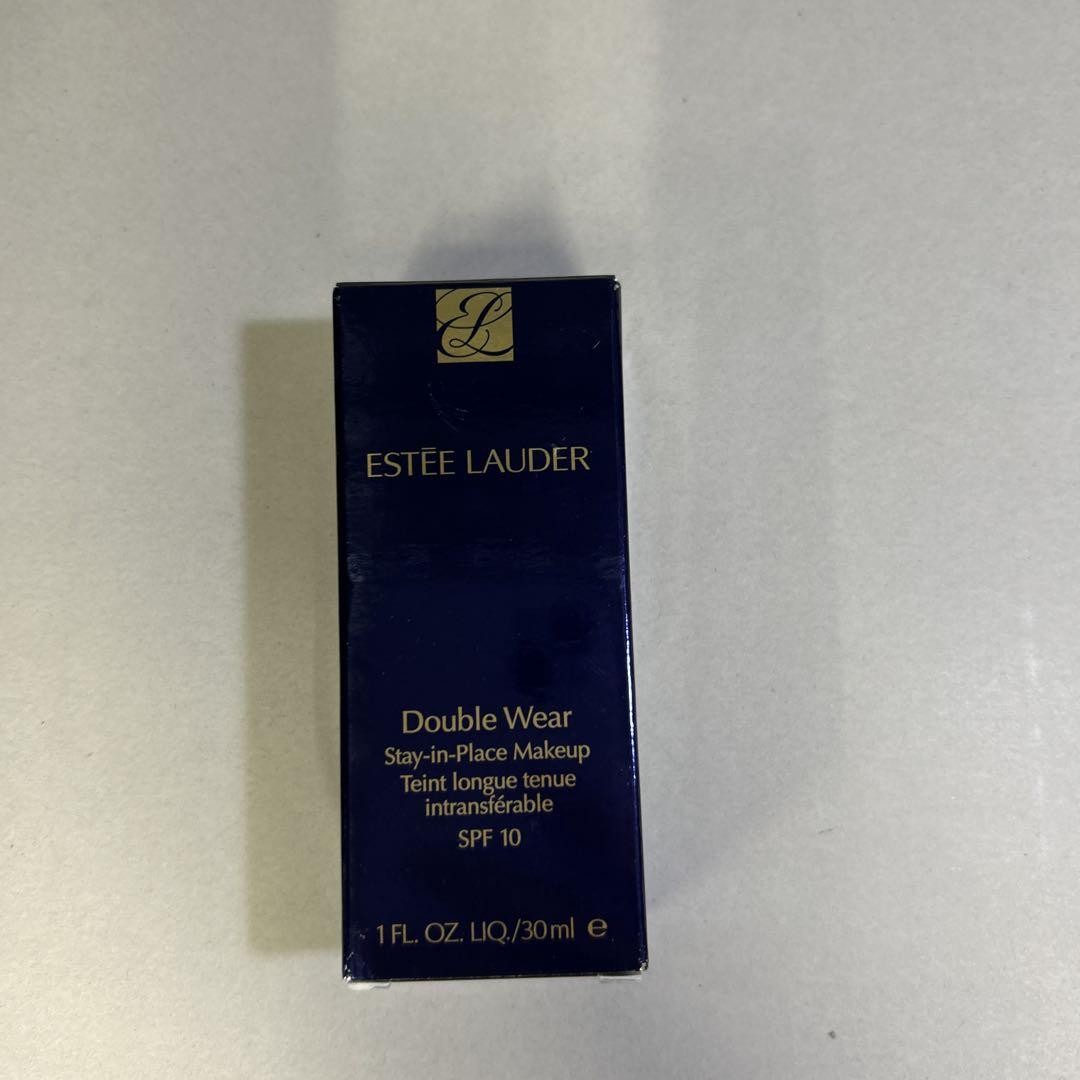 EL
ESTĒE LAUDER
Double Wear
Stay-in-Place Makeup
Teint longue tenue
intransférable
SPF 10
1 FL. OZ. LIQ./30ml ℮